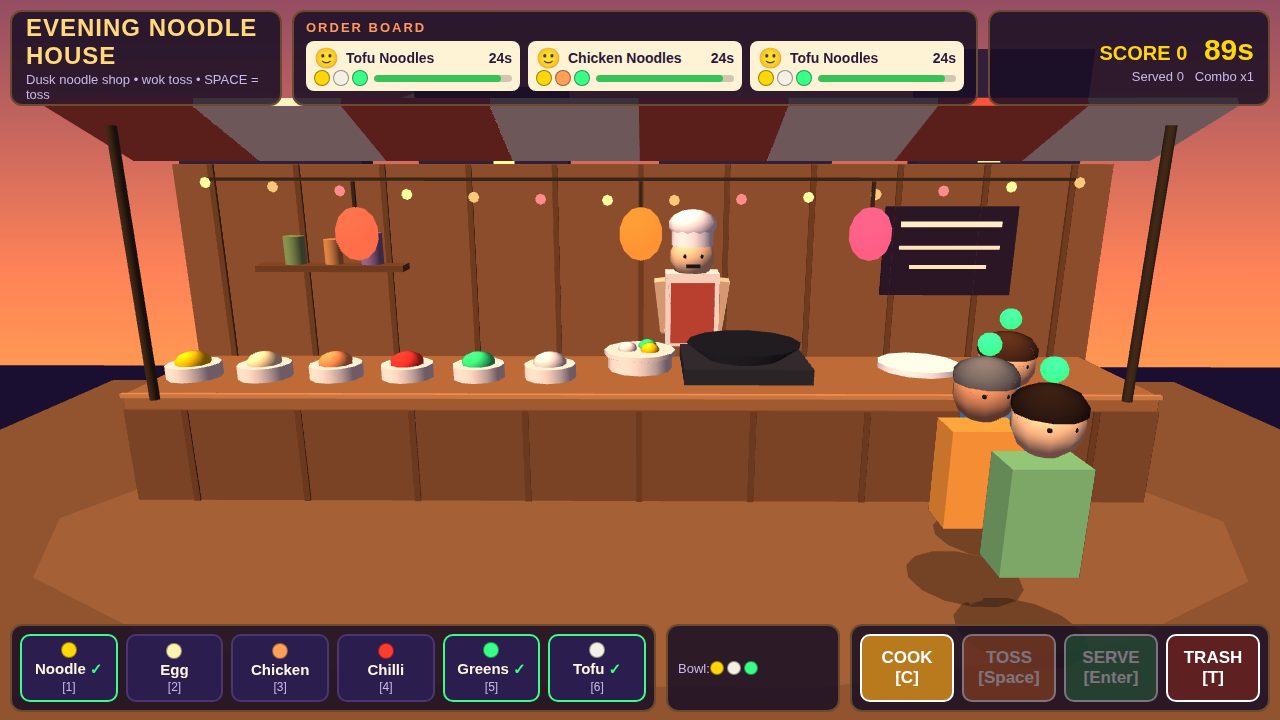 EVENING NOODLE
HOUSE
Dusk noodle shop • wok toss • SPACE =
toss
ORDER BOARD
Tofu Noodles 24s
Chicken Noodles 24s
Tofu Noodles 24s
SCORE 0 89s
Served 0 Combo x1
Noodle ✓
[1]
Egg
[2]
Chicken
[3]
Chilli
[4]
Greens ✓
[5]
Tofu ✓
[6]
Bowl:
COOK
[C]
TOSS
[Space]
SERVE
[Enter]
TRASH
[T]